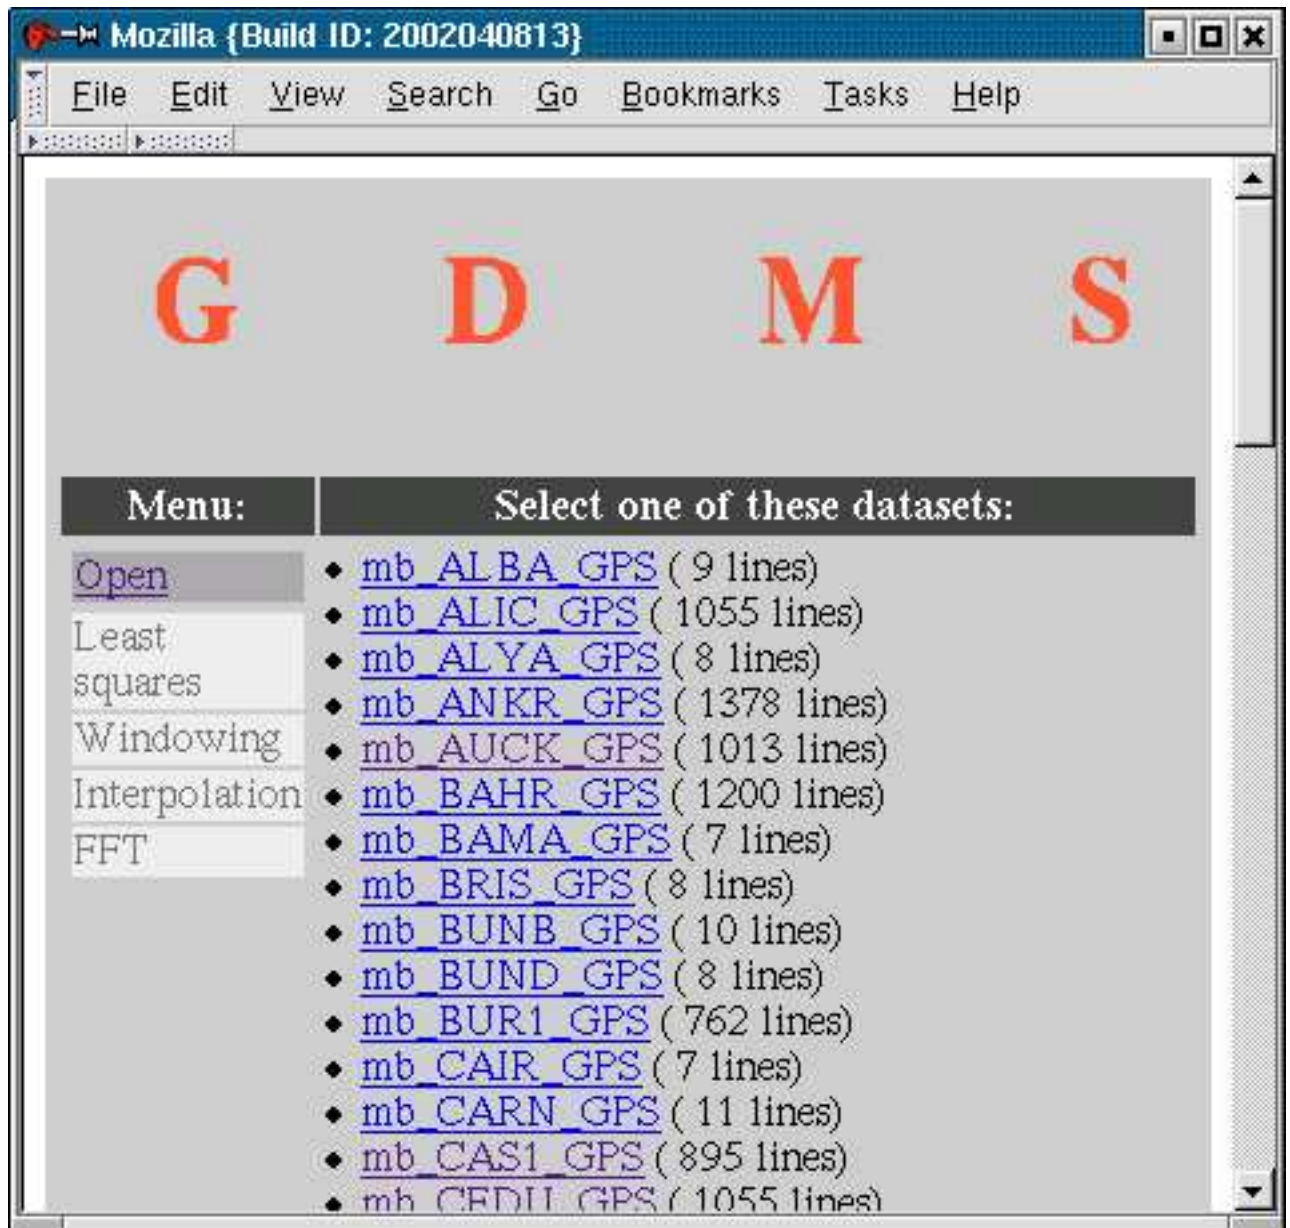 Mozilla {Build ID: 2002040813}
File Edit View Search Go Bookmarks Tasks Help
G D M S
Menu:
Select one of these datasets:
Open
Least
squares
Windowing
Interpolation
FFT
mb_ALBA_GPS ( 9 lines)
mb_ALIC_GPS ( 1055 lines)
mb_ALYA_GPS ( 8 lines)
mb_ANKR_GPS ( 1378 lines)
mb_AUCK_GPS ( 1013 lines)
mb_BAHR_GPS ( 1200 lines)
mb_BAMA_GPS ( 7 lines)
mb_BRIS_GPS ( 8 lines)
mb_BUNB_GPS ( 10 lines)
mb_BUND_GPS ( 8 lines)
mb_BUR1_GPS ( 762 lines)
mb_CAIR_GPS ( 7 lines)
mb_CARN_GPS ( 11 lines)
mb_CAS1_GPS ( 895 lines)
mb_CEDU_GPS ( 1055 lines)